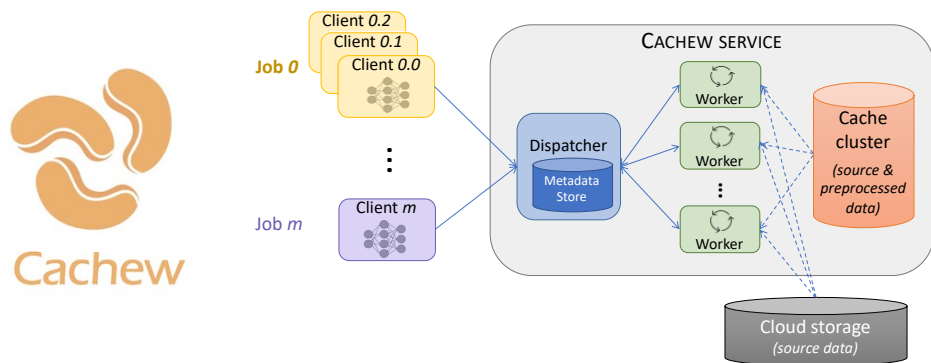 Cachew
Job 0
Client 0.2
Client 0.1
Client 0.0
Job m
Client m
CACHEW SERVICE
Dispatcher
Metadata
Store
Worker
Worker
Worker
Cache
cluster
(source &
preprocessed
data)
Cloud storage
(source data)